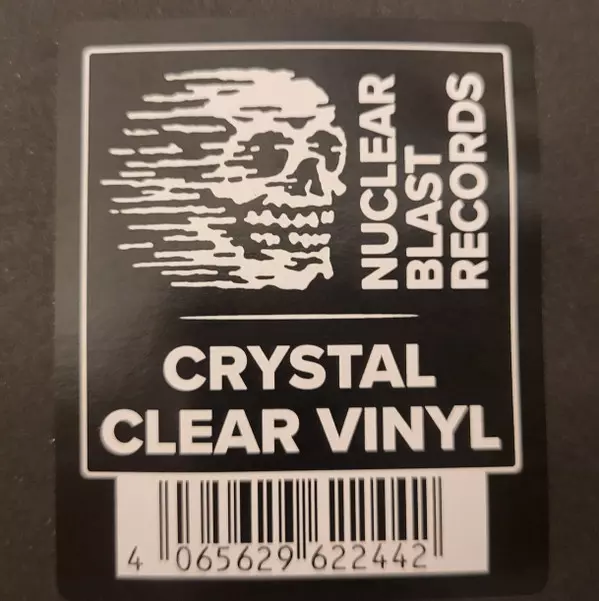 NUCLEAR
BLAST
RECORDS
CRYSTAL
CLEAR VINYL
4 065629 622442